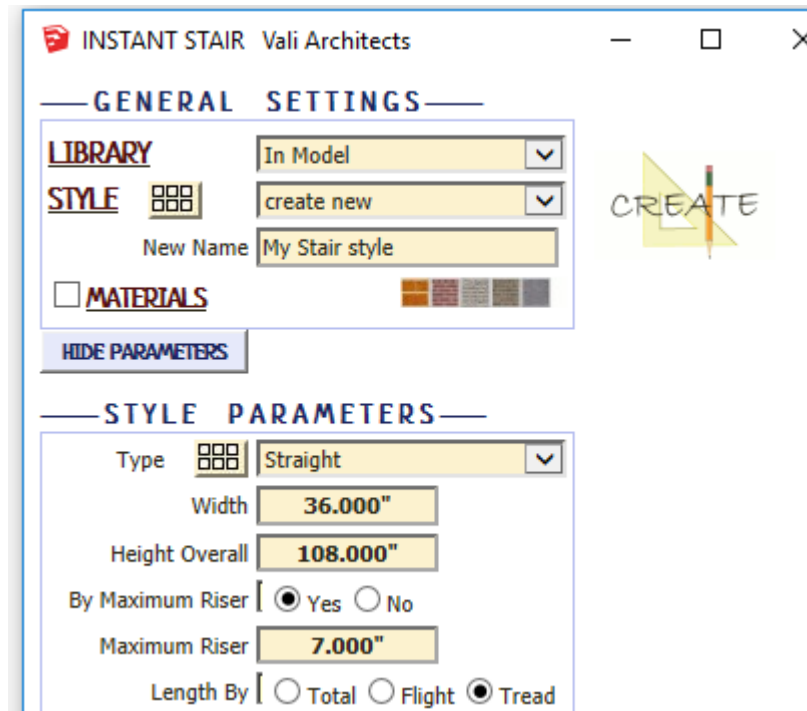 INSTANT STAIR Vali Architects
GENERAL SETTINGS
LIBRARY In Model
STYLE create new
CREATE
New Name My Stair style
MATERIALS
HIDE PARAMETERS
STYLE PARAMETERS
Type Straight
Width 36.000"
Height Overall 108.000"
By Maximum Riser Yes No
Maximum Riser 7.000"
Length By Total Flight Tread